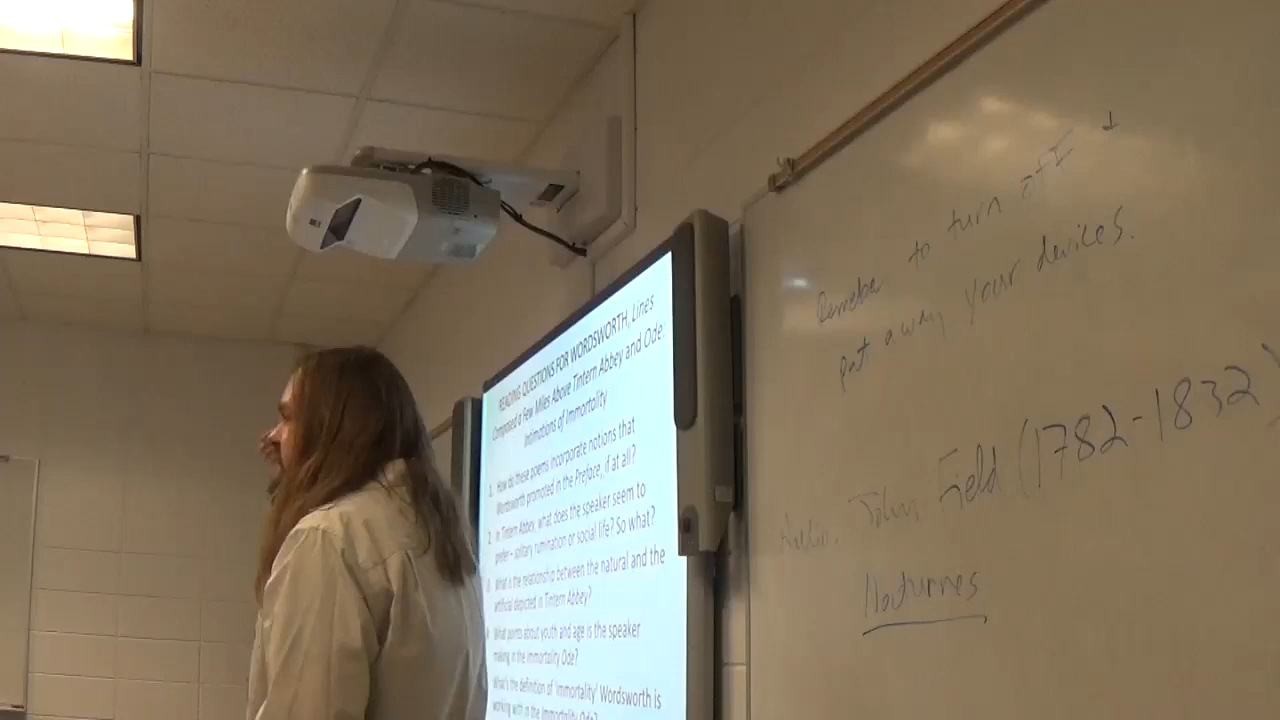 READING QUESTIONS FOR WORDSWORTH, Lines
Composed a Few Miles Above Tintern Abbey and Ode:
Intimations of Immortality
1. How do these poems incorporate notions that
Wordsworth promoted in the Preface, if at all?
2. In Tintern Abbey, what does the speaker seem to
prefer – solitary rumination or social life? So what?
3. What is the relationship between the natural and the
artificial depicted in Tintern Abbey?
What points about youth and age is the speaker
making in the Immortality Ode?
What's the definition of 'immortality' Wordsworth is
working with in the Immortality Ode?
to turn off +
put away your devices.
John Field (1782-1832)
Nocturnes